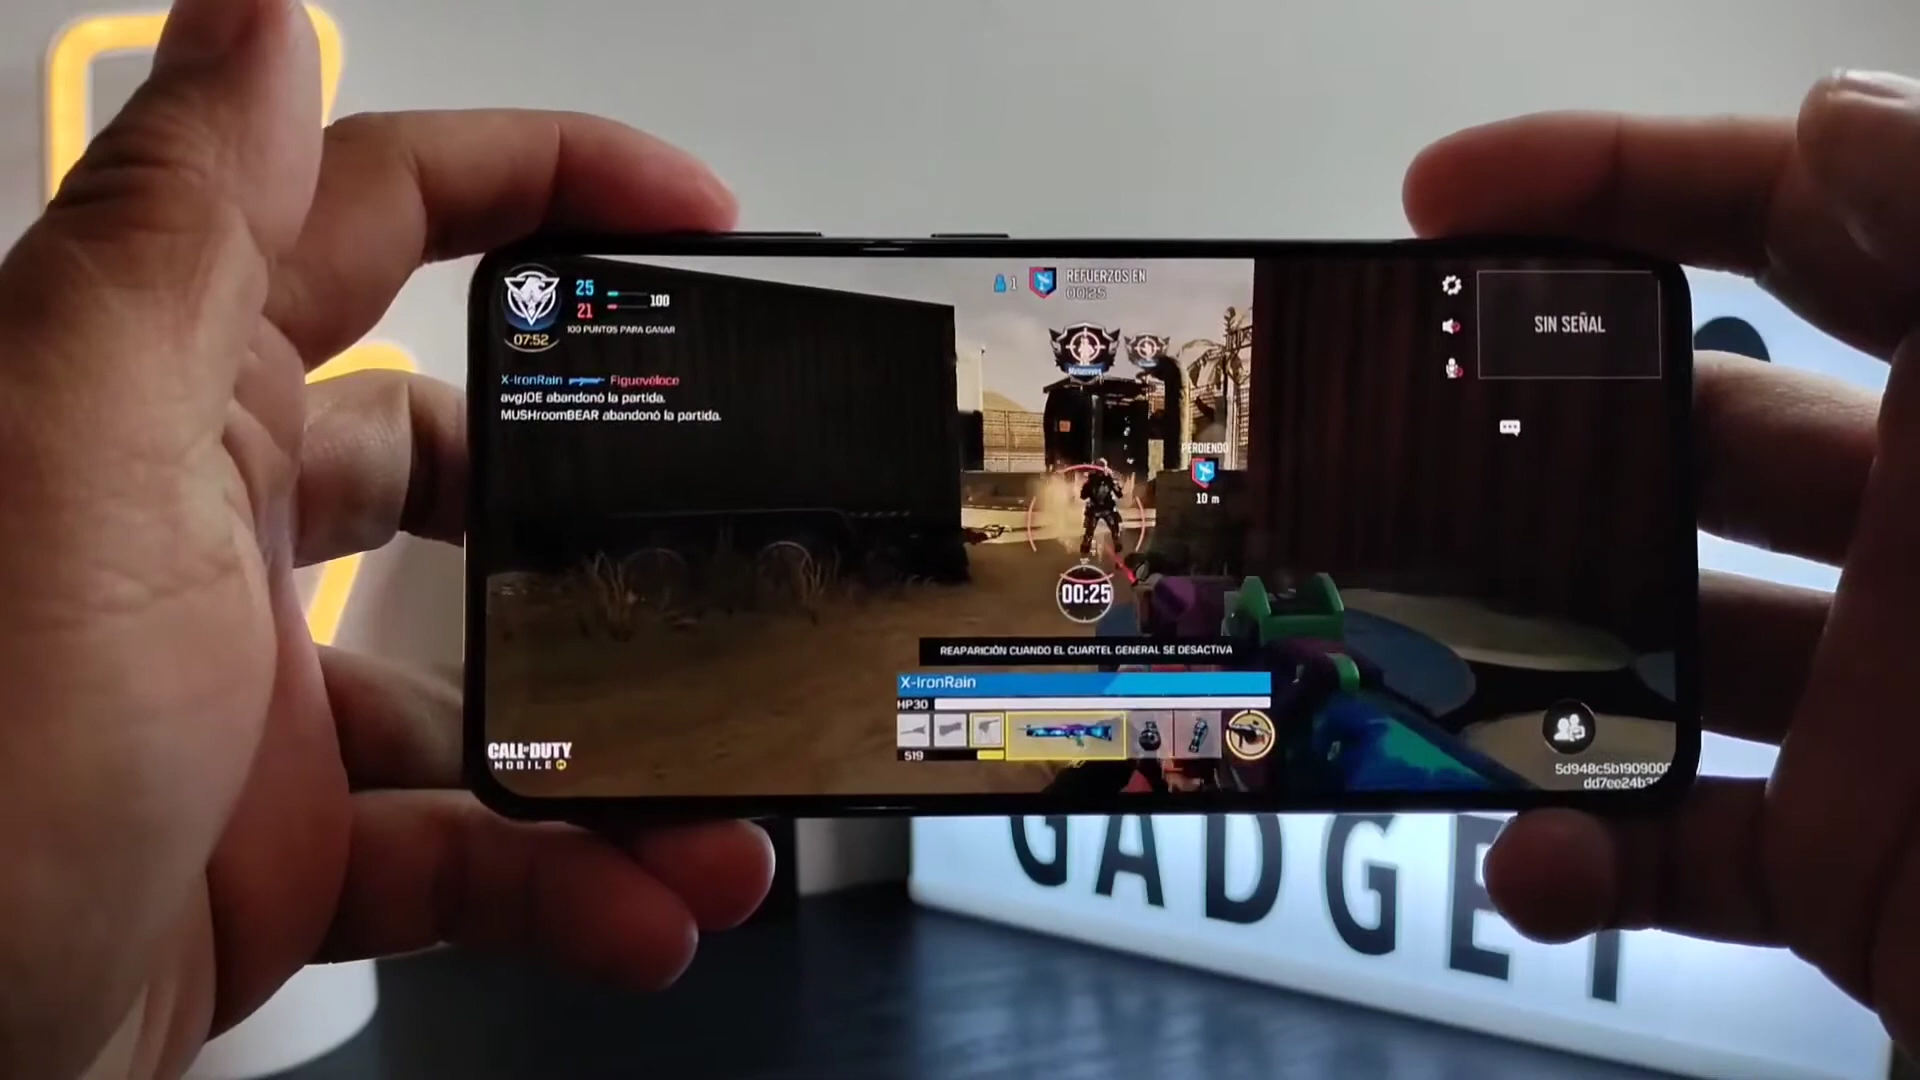 25
21
100
100 PUNTOS PARA GANAR
07:52
X-IronRain Figuevéloce
avgJOE abandonó la partida.
MUSHroomBEAR abandonó la partida.
1
REFUERZOS EN
00:25
SIN SEÑAL
PERDIENDO
10 m
00:25
REAPARICIÓN CUANDO EL CUARTEL GENERAL SE DESACTIVA
X-IronRain
HP30
519
CALL OF DUTY
MOBILE
5d948c5b1909000
dd7ee24b3
GADGET